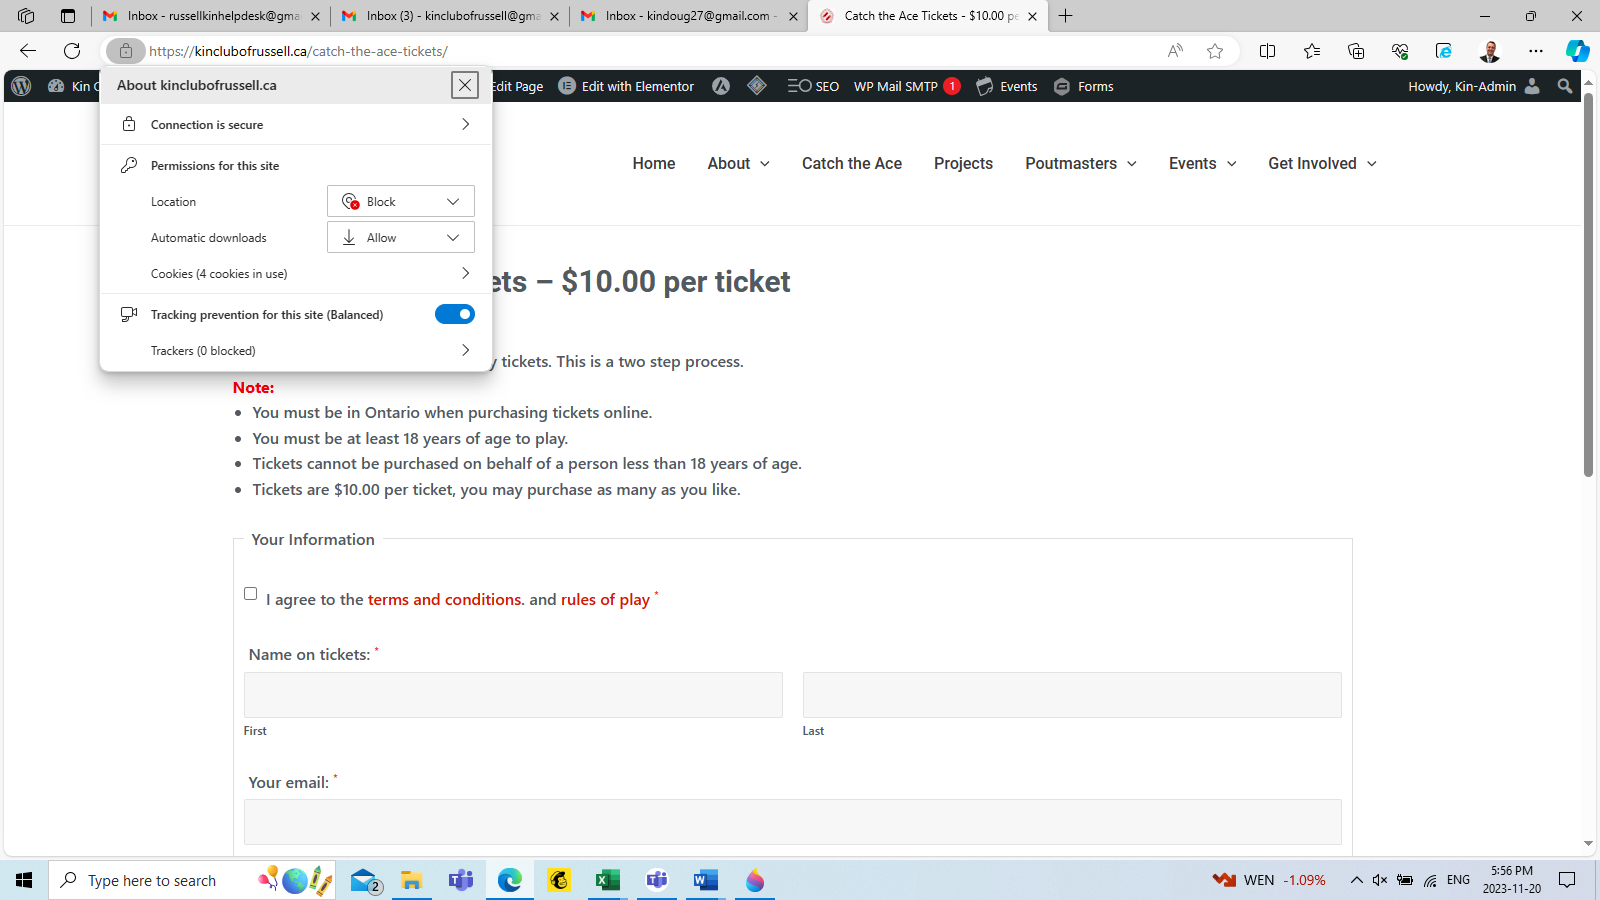 Inbox - russellkinhelpdesk@gma
Inbox (3) - kinclubofrussell@gma
Inbox - kindoug27@gmail.com -
Catch the Ace Tickets - $10.00 pe
https://kinclubofrussell.ca/catch-the-ace-tickets/
Kin C
Edit Page
Edit with Elementor
SEO
WP Mail SMTP 1
Events
Forms
Howdy, Kin-Admin
About kinclubofrussell.ca
Connection is secure
Permissions for this site
Location Block
Automatic downloads Allow
Cookies (4 cookies in use)
Tracking prevention for this site (Balanced)
Trackers (0 blocked)
Home About Catch the Ace Projects Poutmasters Events Get Involved
ets – $10.00 per ticket
y tickets. This is a two step process.
Note:
• You must be in Ontario when purchasing tickets online.
• You must be at least 18 years of age to play.
• Tickets cannot be purchased on behalf of a person less than 18 years of age.
• Tickets are $10.00 per ticket, you may purchase as many as you like.
Your Information
I agree to the terms and conditions. and rules of play *
Name on tickets: *
First Last
Your email: *
Type here to search
2
WEN -1.09%
ENG
5:56 PM
2023-11-20